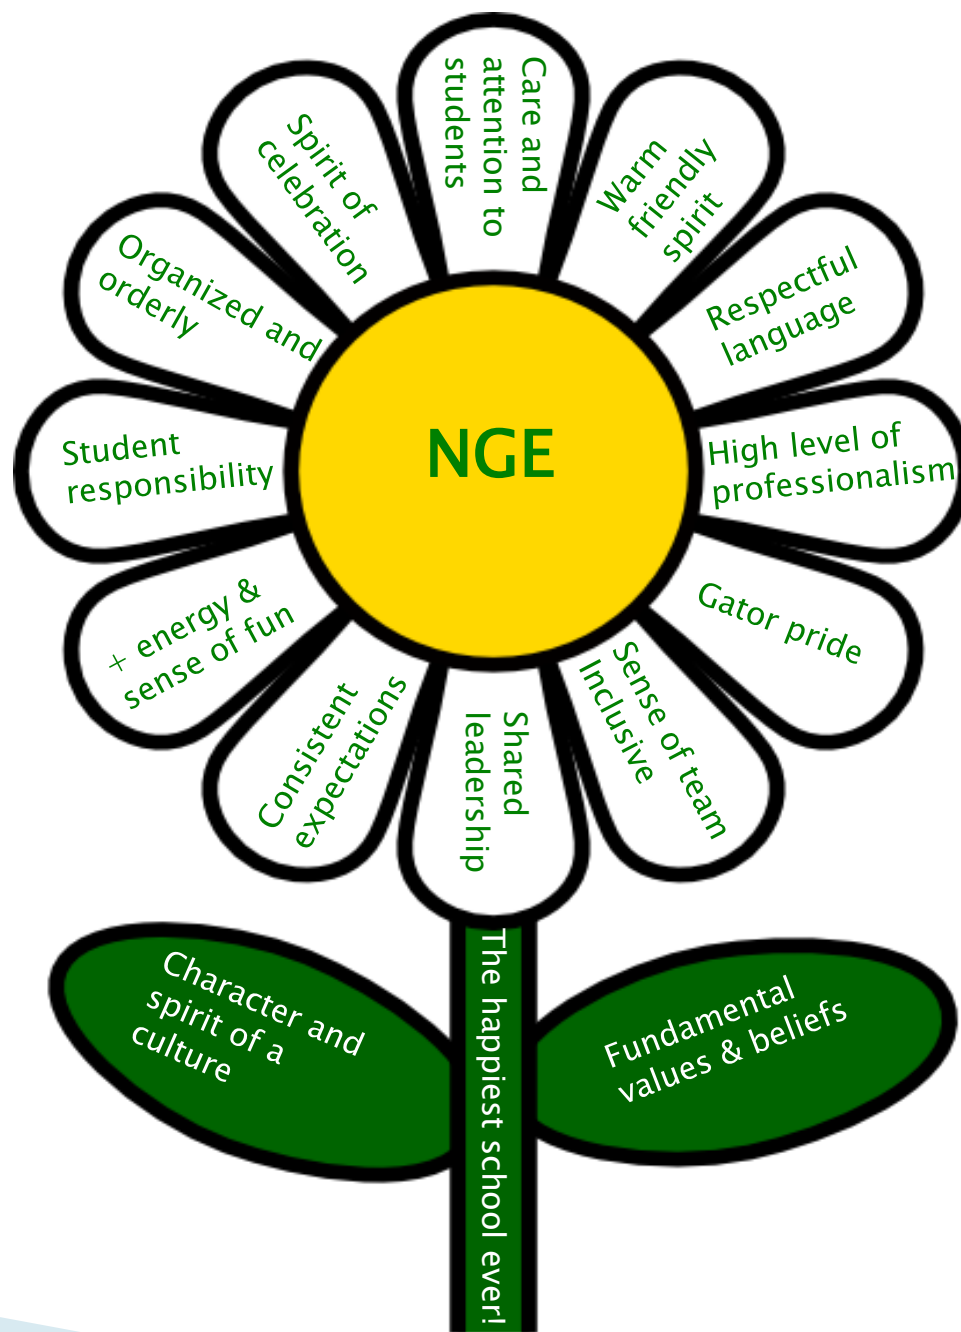 Care and
attention to
students
Warm
friendly
spirit
Respectful
language
High level of
professionalism
Gator pride
Sense of team
Inclusive
Shared
leadership
Consistent
expectations
+ energy &
sense of fun
Student
responsibility
Organized and
orderly
Spirit of
celebration
NGE
Character and
spirit of a
culture
The happiest school ever!
Fundamental
values & beliefs